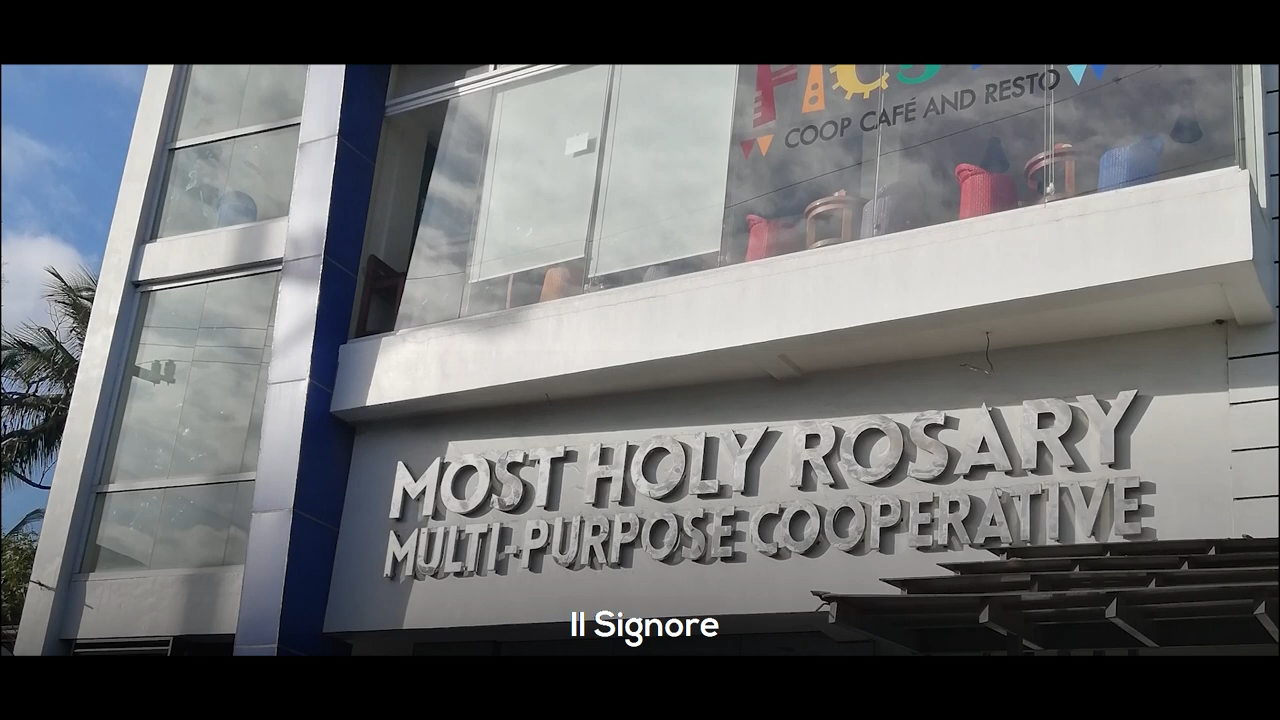 COOP CAFÉ AND RESTO
MOST HOLY ROSARY
MULTI-PURPOSE COOPERATIVE
Il Signore